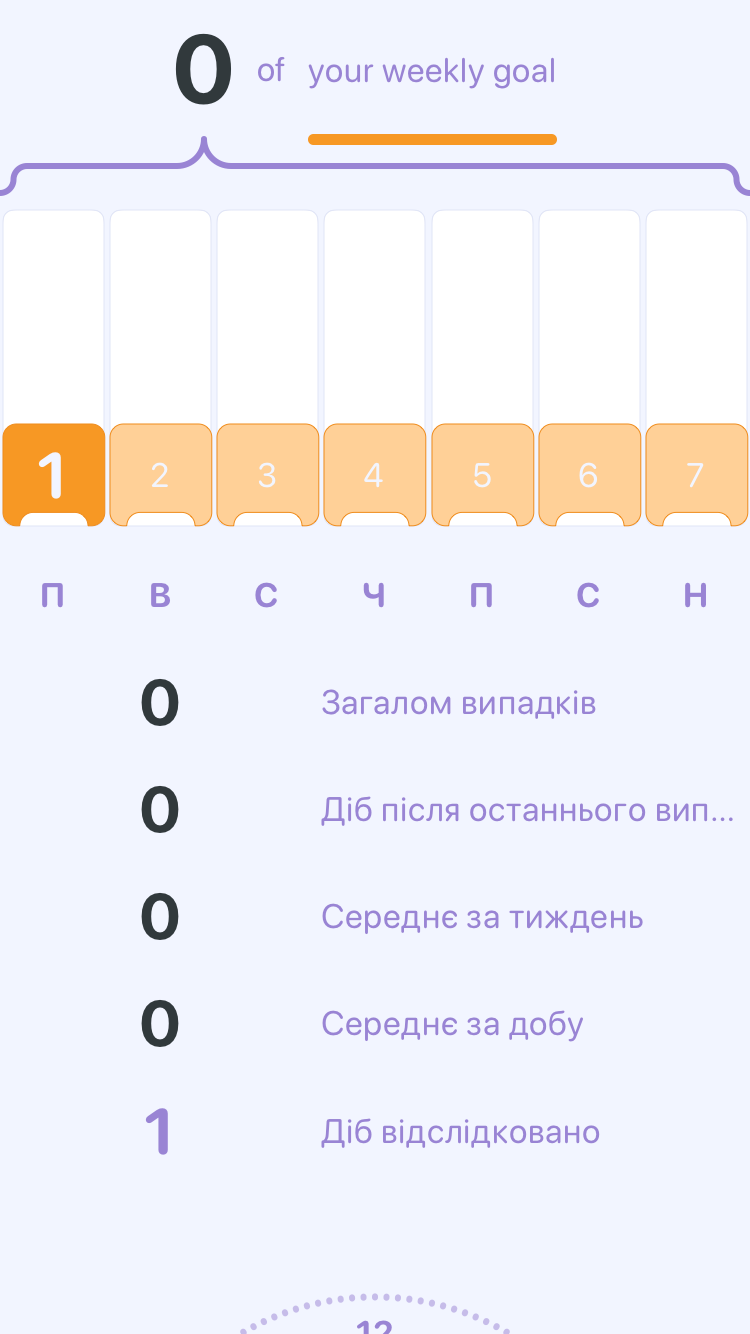 0 of your weekly goal
1 2 3 4 5 6 7
П В С Ч П С Н
0 Загалом випадків
0 Діб після останнього вип...
0 Середнє за тиждень
0 Середнє за добу
1 Діб відслідковано
12